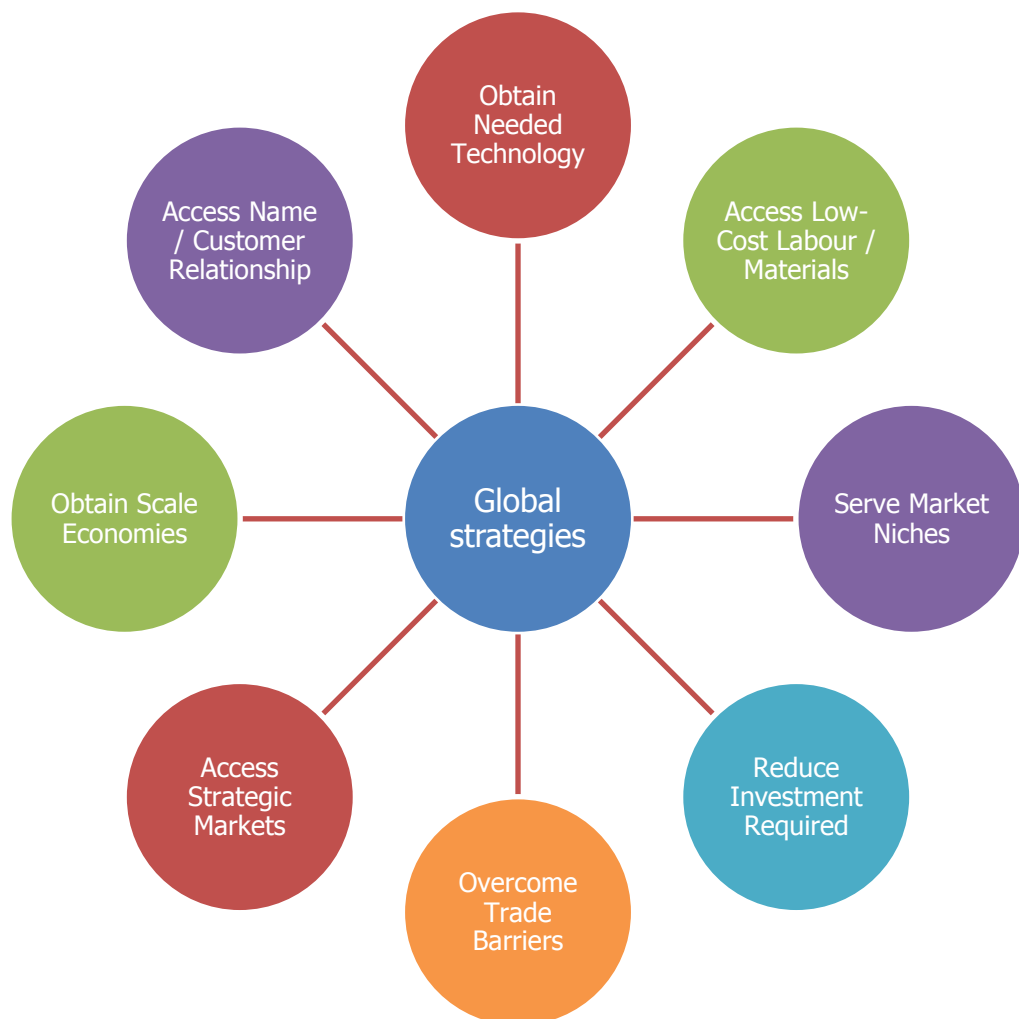 Obtain
Needed
Technology
Access Low-
Cost Labour /
Materials
Serve Market
Niches
Reduce
Investment
Required
Overcome
Trade
Barriers
Access
Strategic
Markets
Obtain Scale
Economies
Access Name
/ Customer
Relationship
Global
strategies